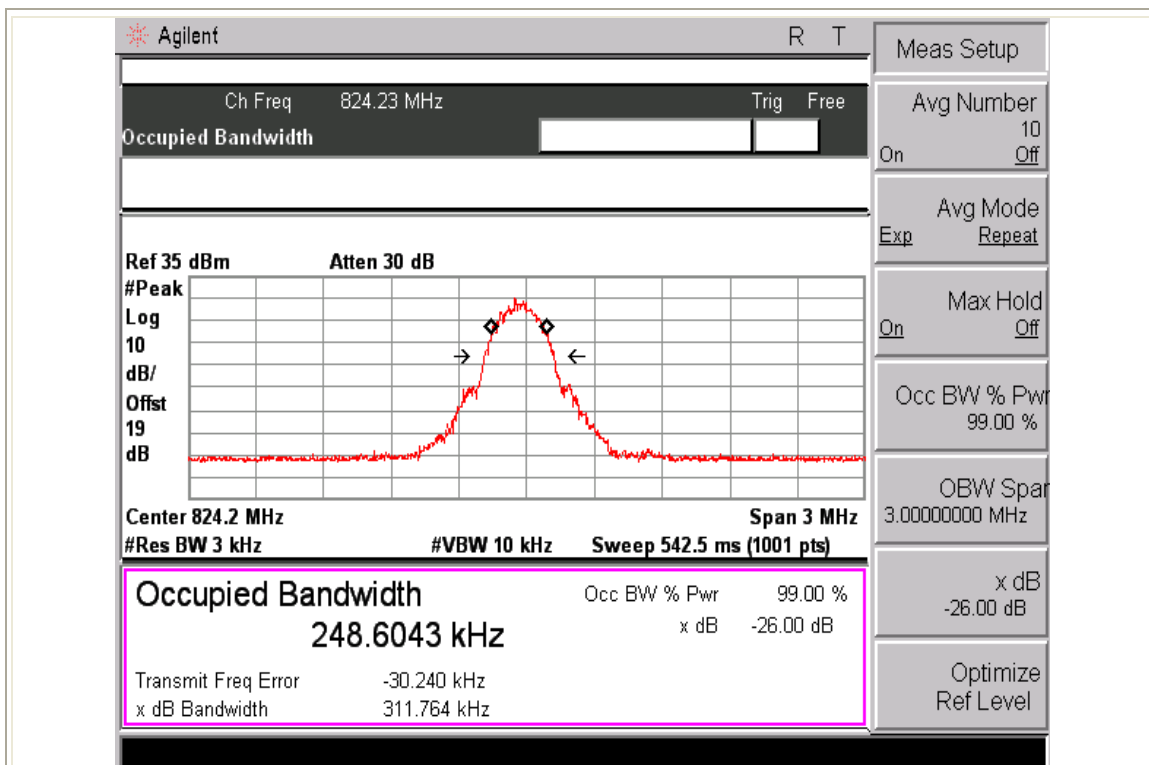 Agilent R T
Ch Freq 824.23 MHz Trig Free
Occupied Bandwidth
Ref 35 dBm Atten 30 dB
#Peak
Log
10
dB/
Offst
19
dB
Center 824.2 MHz Span 3 MHz
#Res BW 3 kHz #VBW 10 kHz Sweep 542.5 ms (1001 pts)
Occupied Bandwidth Occ BW % Pwr 99.00 %
248.6043 kHz x dB -26.00 dB
Transmit Freq Error -30.240 kHz
x dB Bandwidth 311.764 kHz
Meas Setup
Avg Number
10
On Off
Avg Mode
Exp Repeat
Max Hold
On Off
Occ BW % Pwr
99.00 %
OBW Spar
3.00000000 MHz
x dB
-26.00 dB
Optimize
Ref Level